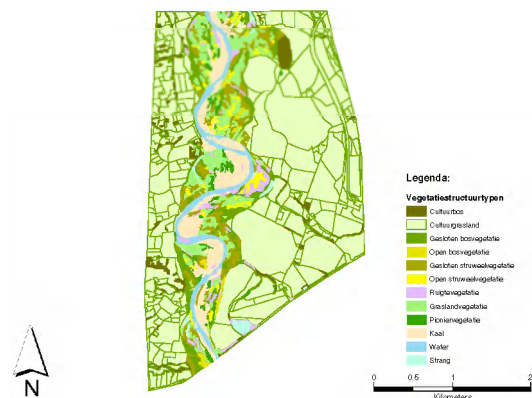 Legenda:
Vegetatiestructuurtypen
Cultuurbos
Cultuurgrasland
Gesloten bosvegetatie
Open bosvegetatie
Gesloten struweelvegetatie
Open struweelvegetatie
Ruigtevegetatie
Graslandvegetatie
Pioniervegetatie
Kaal
Water
Strang
N
0 0.5 1 2
Kilometers